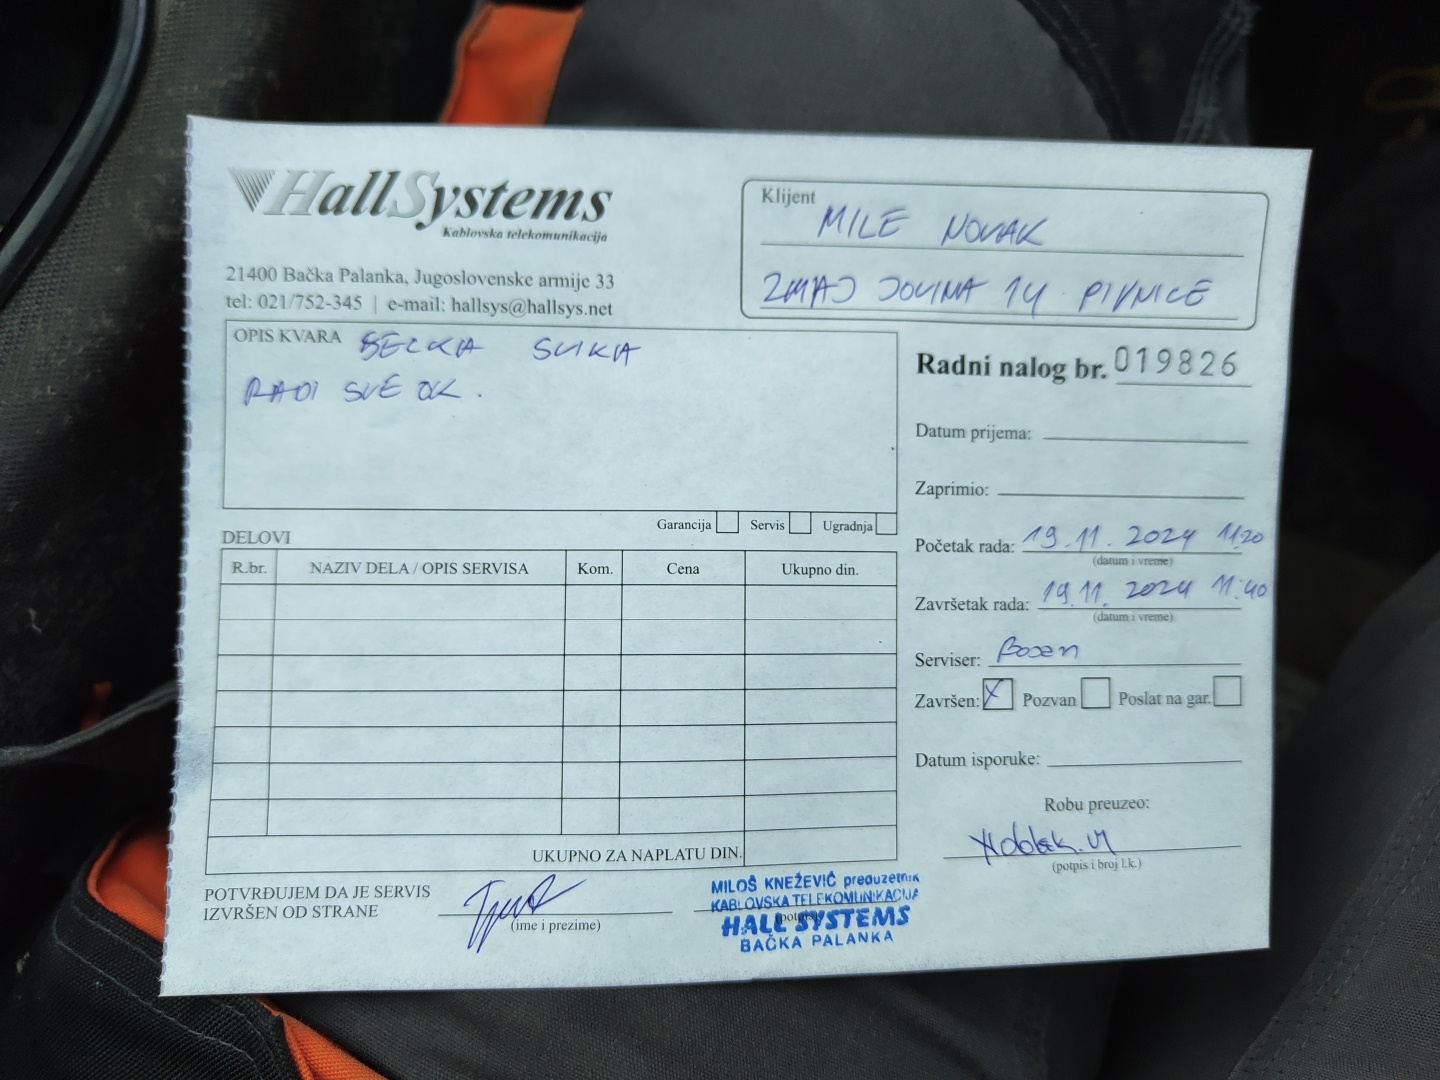 HallSystems
Kablovska telekomunikacija
21400 Bačka Palanka, Jugoslovenske armije 33
tel: 021/752-345 | e-mail: hallsys@hallsys.net
Klijent
MILE NOVAK
ZMAJ JOVINA 14 PIVNICE
OPIS KVARA SECKA SLIKA
RADI SVE OK.
Garancija Servis Ugradnja
Radni nalog br. 019826
Datum prijema:
Zaprimio:
Početak rada: 19.11.2024 11:20
(datum i vreme)
Završetak rada: 19.11.2024 11:40
(datum i vreme)
Serviser:
Završen: X Pozvan Poslat na gar.
Datum isporuke:
Robu preuzeo:
(potpis i broj l.k.)
DELOVI
R.br. NAZIV DELA / OPIS SERVISA Kom. Cena Ukupno din.
UKUPNO ZA NAPLATU DIN.
POTVRĐUJEM DA JE SERVIS
IZVRŠEN OD STRANE
(ime i prezime)
MILOŠ KNEŽEVIĆ preduzetnik
KABLOVSKA TELEKOMUNIKACIJA
HALL SYSTEMS
BAČKA PALANKA